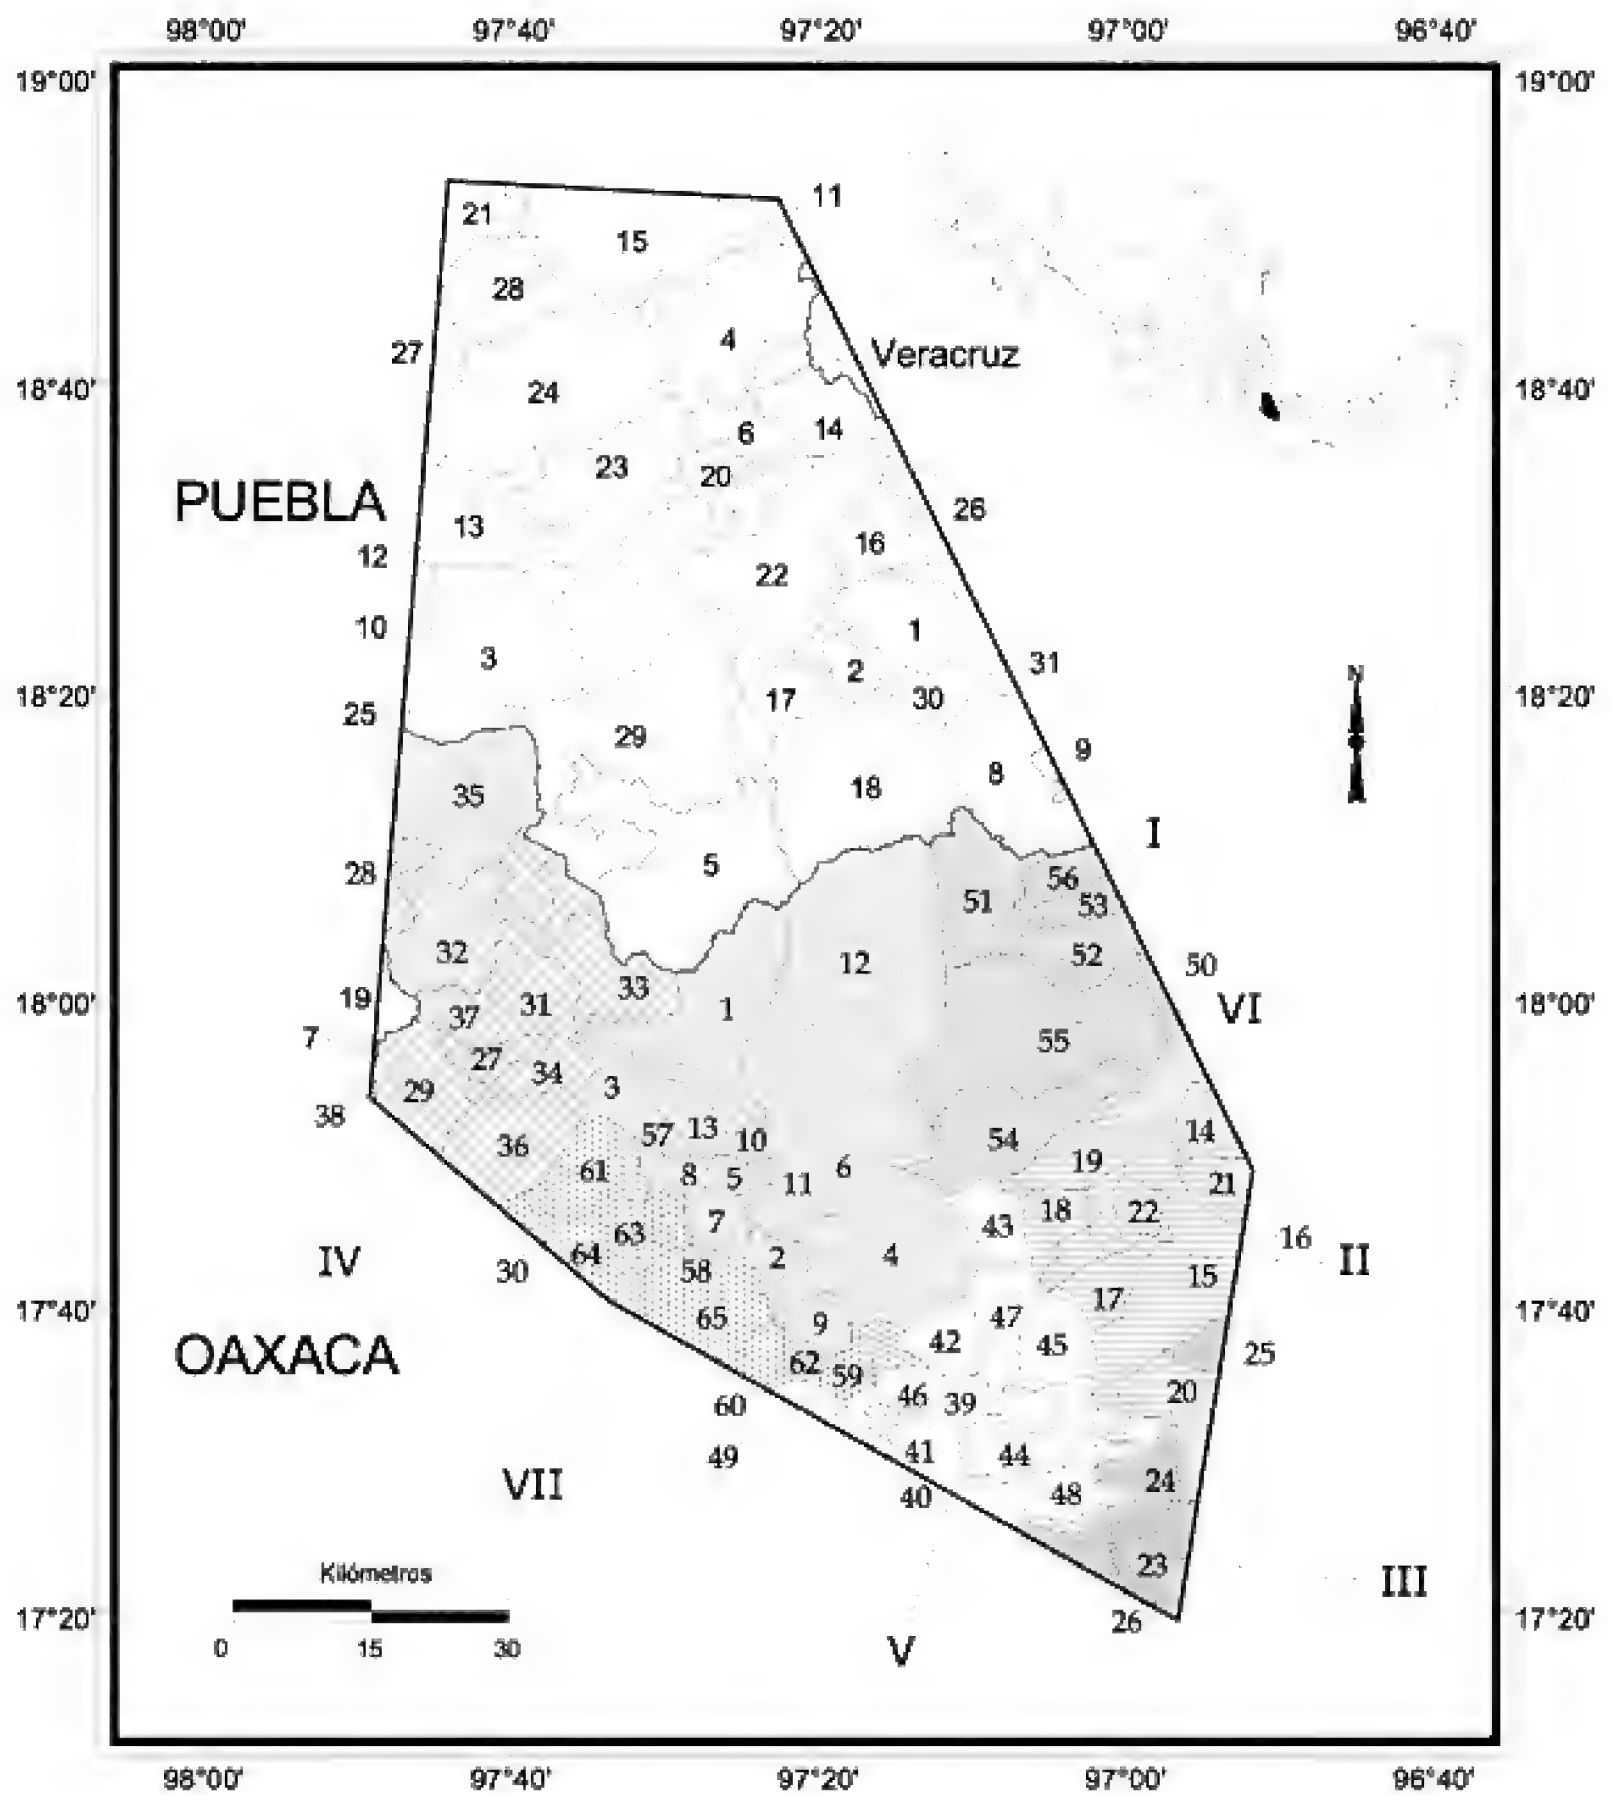 98°00' 97°40' 97°20' 97°00' 96°40'
19°00' 19°00'
11
21
15
28
4
27
Veracruz
18°40' 24 18°40'
6 14
23 20
PUEBLA 26
13
12 16
22
10 1
3 2 31
18°20' 17 30 18°20'
25
29 9
8
35 18
I
5
28 56
51 53
32 12 52 50
33
19 37 31 1 VI
18°00' 18°00'
7 55
27 34
29 3
38 13
36 57 10 54 14
61 8 5 11 6 19 21
7 18 22
63 43 16
IV 64 2 4 II
30 58 15
17 47
17°40' 65 9 17°40'
42 45 25
OAXACA 62 59
46 39 20
60
41 44
49 24
VII 40 48
23
Kilómetros III
17°20' 26 17°20'
0 15 30 V
98°00' 97°40' 97°20' 97°00' 96°40'
N